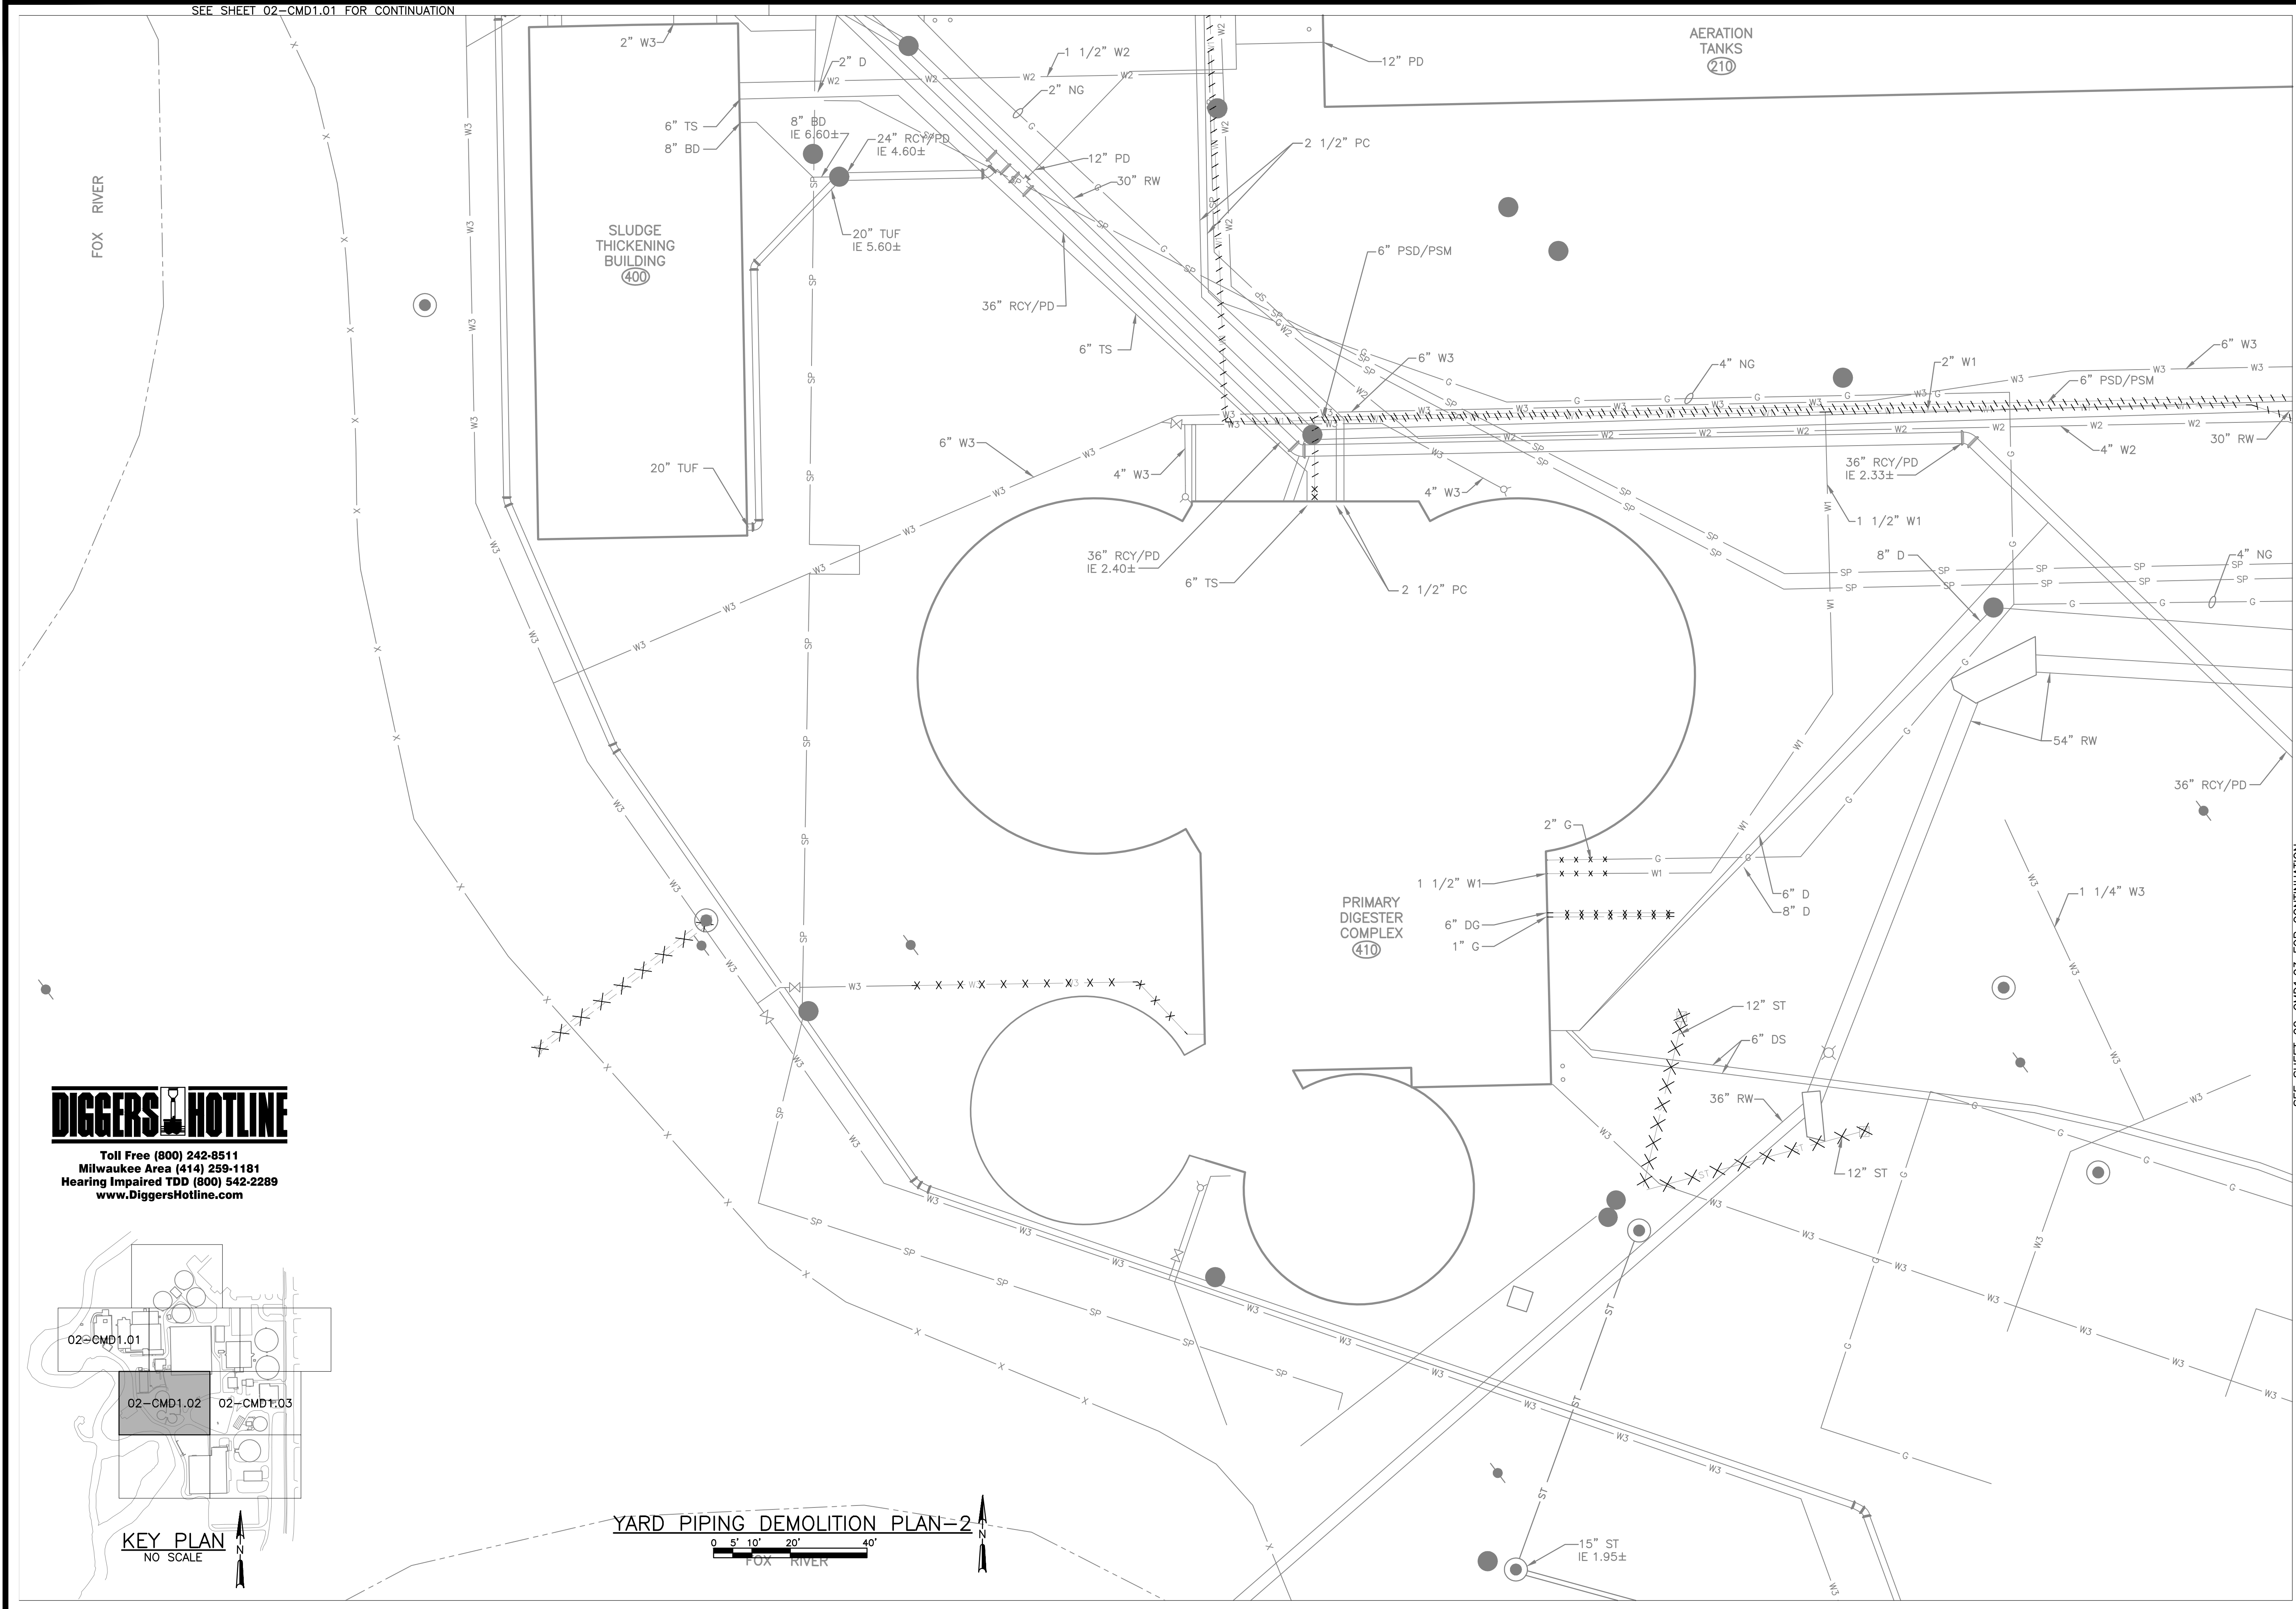 SEE SHEET 02-CMD1.01 FOR CONTINUATION
2" W3
2" D
1 1/2" W2
2" NG
12" PD
AERATION
TANKS
210
6" TS
8" BD
8" BD
IE 6.60±
24" RCY/PD
IE 4.60±
12" PD
30" RW
2 1/2" PC
FOX RIVER
SLUDGE
THICKENING
BUILDING
400
20" TUF
IE 5.60±
36" RCY/PD
6" TS
6" PSD/PSM
6" W3
4" NG
2" W1
6" W3
6" PSD/PSM
30" RW
4" W2
6" W3
20" TUF
4" W3
4" W3
36" RCY/PD
IE 2.33±
1 1/2" W1
36" RCY/PD
IE 2.40±
6" TS
2 1/2" PC
8" D
4" NG
54" RW
36" RCY/PD
2" G
1 1/2" W1
6" DG
1" G
PRIMARY
DIGESTER
COMPLEX
410
6" D
8" D
1 1/4" W3
12" ST
6" DS
36" RW
12" ST
DIGGERS HOTLINE
Toll Free (800) 242-8511
Milwaukee Area (414) 259-1181
Hearing Impaired TDD (800) 542-2289
www.DiggersHotline.com
02-CMD1.01
02-CMD1.02
02-CMD1.03
KEY PLAN
NO SCALE
N
YARD PIPING DEMOLITION PLAN-2
N
0 5' 10' 20' 40'
FOX RIVER
15" ST
IE 1.95±